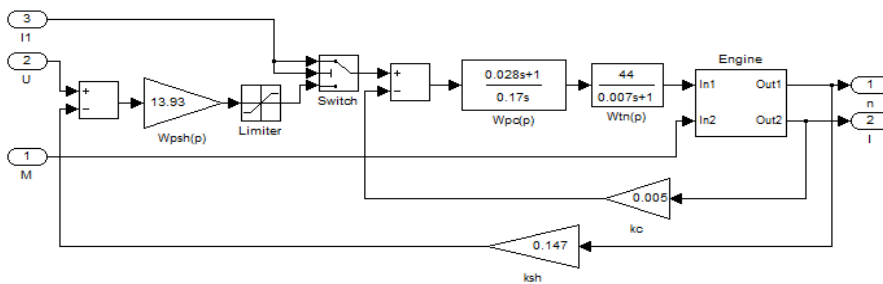 3
I1
2
U
+
−
13.93
Wpsh(p)
Limiter
Switch
+
−
0.028s+1
0.17s
Wpc(p)
44
0.007s+1
Wtn(p)
Engine
In1
In2
Out1
Out2
1
n
2
I
1
M
0.005
kc
0.147
ksh